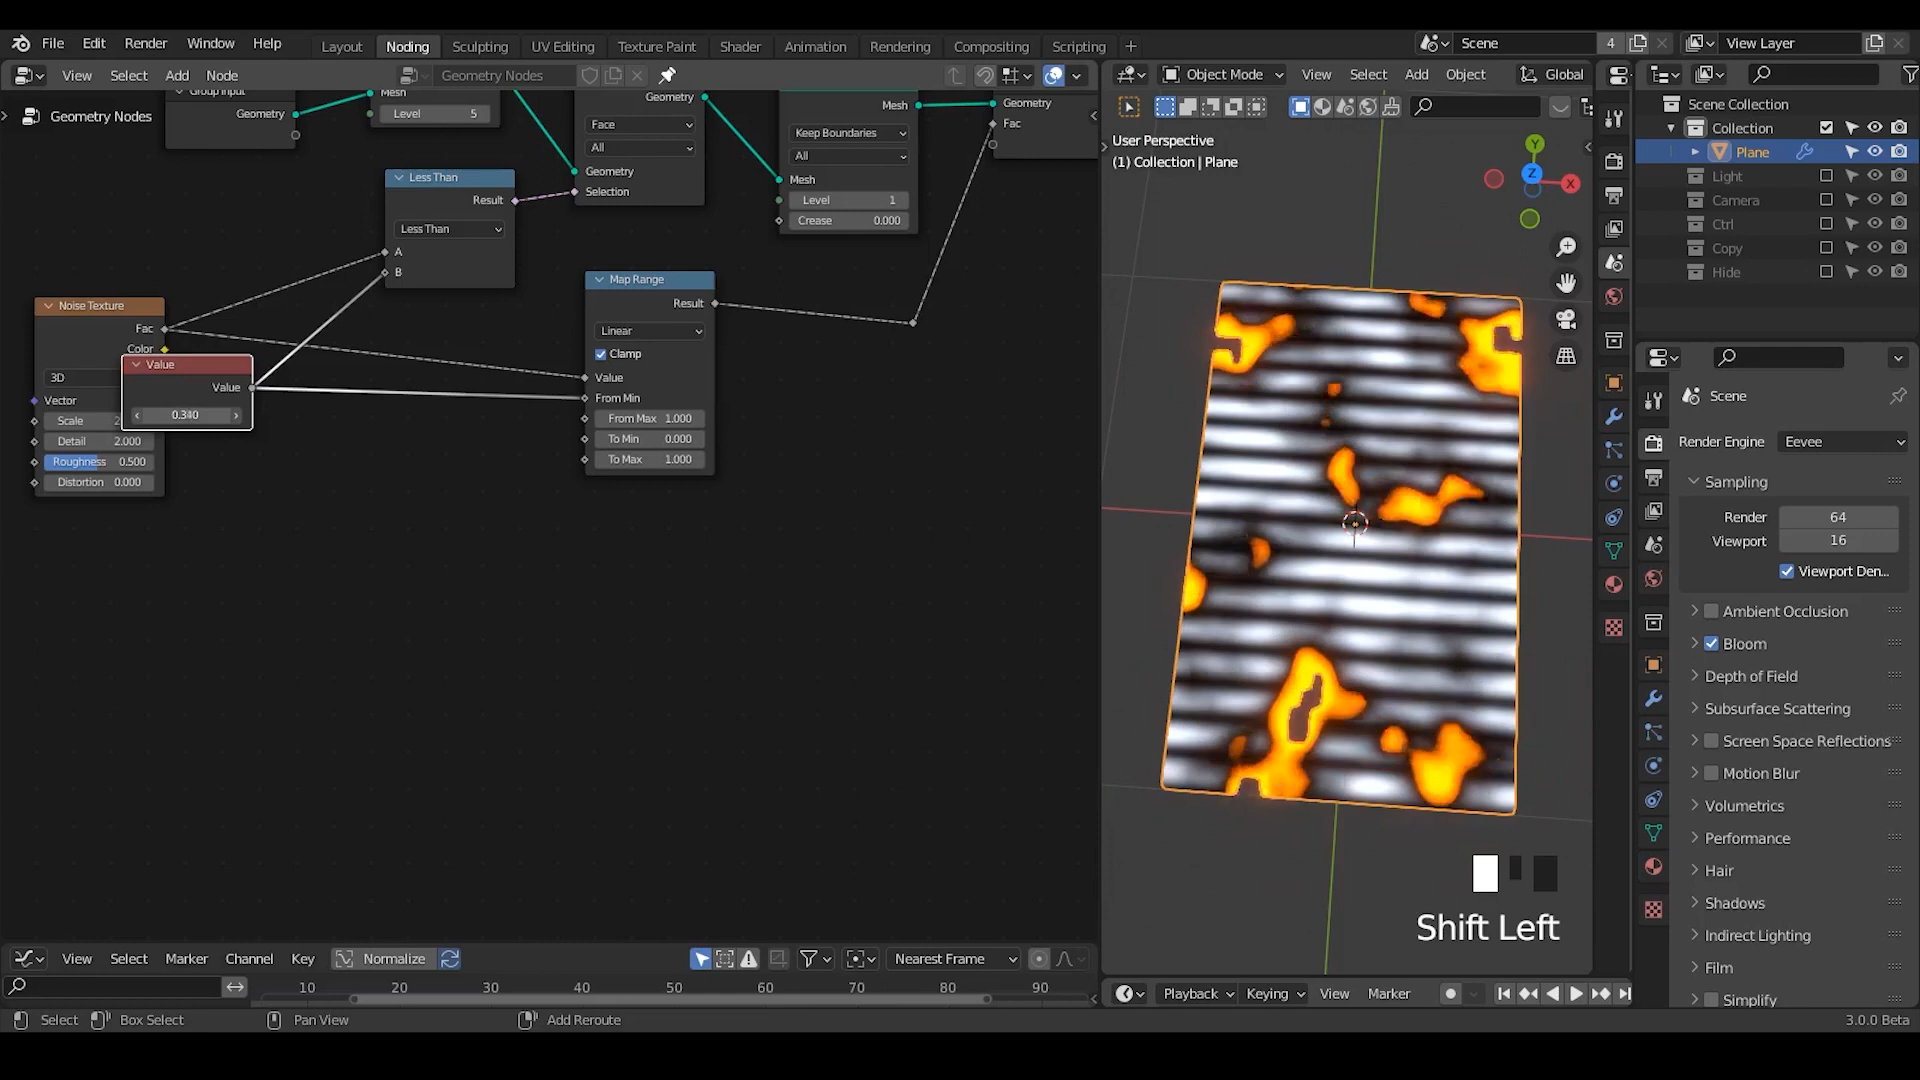 File Edit Render Window Help
Layout Noding Sculpting UV Editing Texture Paint Shader Animation Rendering Compositing Scripting
Scene 4 View Layer
View Select Add Node Geometry Nodes
Object Mode View Select Add Object Global
Geometry Nodes
Group Input
Geometry
Mesh
Level 5
Geometry
Face
All
Geometry
Selection
Mesh
Keep Boundaries
All
Mesh
Level 1
Crease 0.000
Geometry
Fac
Less Than
Result
Less Than
A
B
Noise Texture
Fac
Color
3D
Vector
Scale
Detail 2.000
Roughness 0.500
Distortion 0.000
Value
Value
0.340
Map Range
Result
Linear
Clamp
Value
From Min
From Max 1.000
To Min 0.000
To Max 1.000
User Perspective
(1) Collection | Plane
Y
Z
X
Shift Left
Scene Collection
Collection
Plane
Light
Camera
Ctrl
Copy
Hide
Scene
Render Engine Eevee
Sampling
Render 64
Viewport 16
Viewport Den...
Ambient Occlusion
Bloom
Depth of Field
Subsurface Scattering
Screen Space Reflections
Motion Blur
Volumetrics
Performance
Hair
Shadows
Indirect Lighting
Film
Simplify
View Select Marker Channel Key Normalize Nearest Frame
10 20 30 40 50 60 70 80 90
Playback Keying View Marker
Select Box Select Pan View Add Reroute 3.0.0 Beta